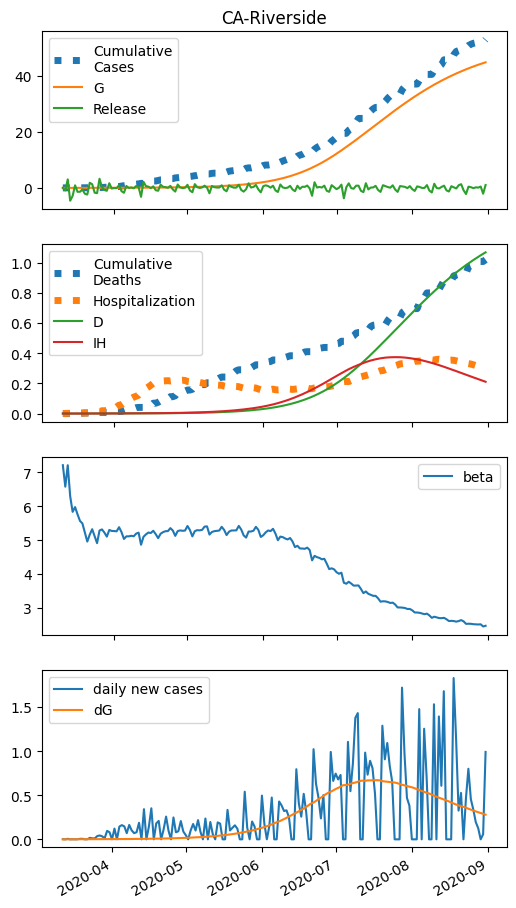 CA-Riverside
Cumulative
Cases
G
Release
40
20
0
Cumulative
Deaths
Hospitalization
D
IH
1.0
0.8
0.6
0.4
0.2
0.0
beta
7
6
5
4
3
daily new cases
dG
1.5
1.0
0.5
0.0
2020-04
2020-05
2020-06
2020-07
2020-08
2020-09